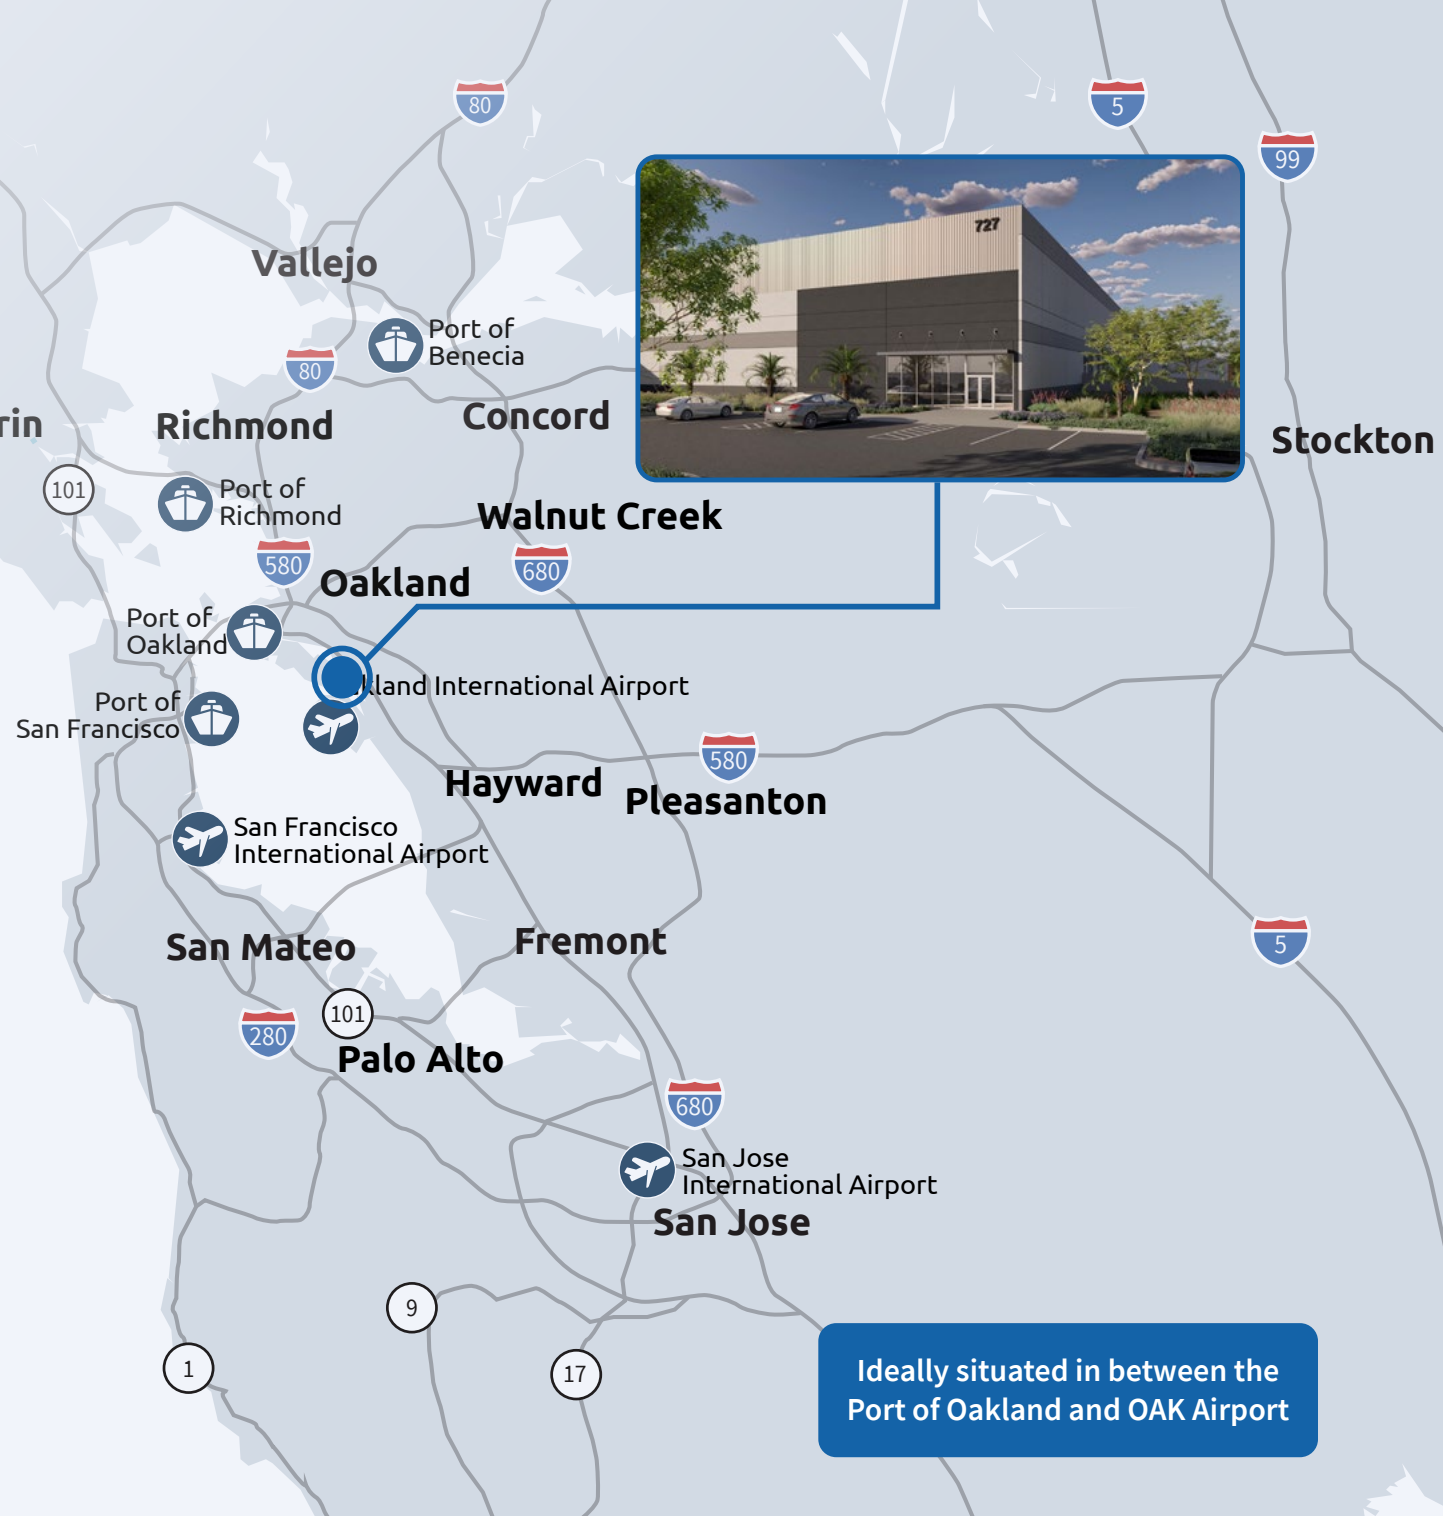 80
5
99
727
Vallejo
Port of
Benecia
80
rin
Richmond
Concord
Stockton
101
Port of
Richmond
Walnut Creek
580
Oakland
680
Port of
Oakland
kland International Airport
Port of
San Francisco
580
Hayward
Pleasanton
San Francisco
International Airport
San Mateo
Fremont
5
101
280
Palo Alto
680
San Jose
International Airport
San Jose
9
1
17
Ideally situated in between the
Port of Oakland and OAK Airport